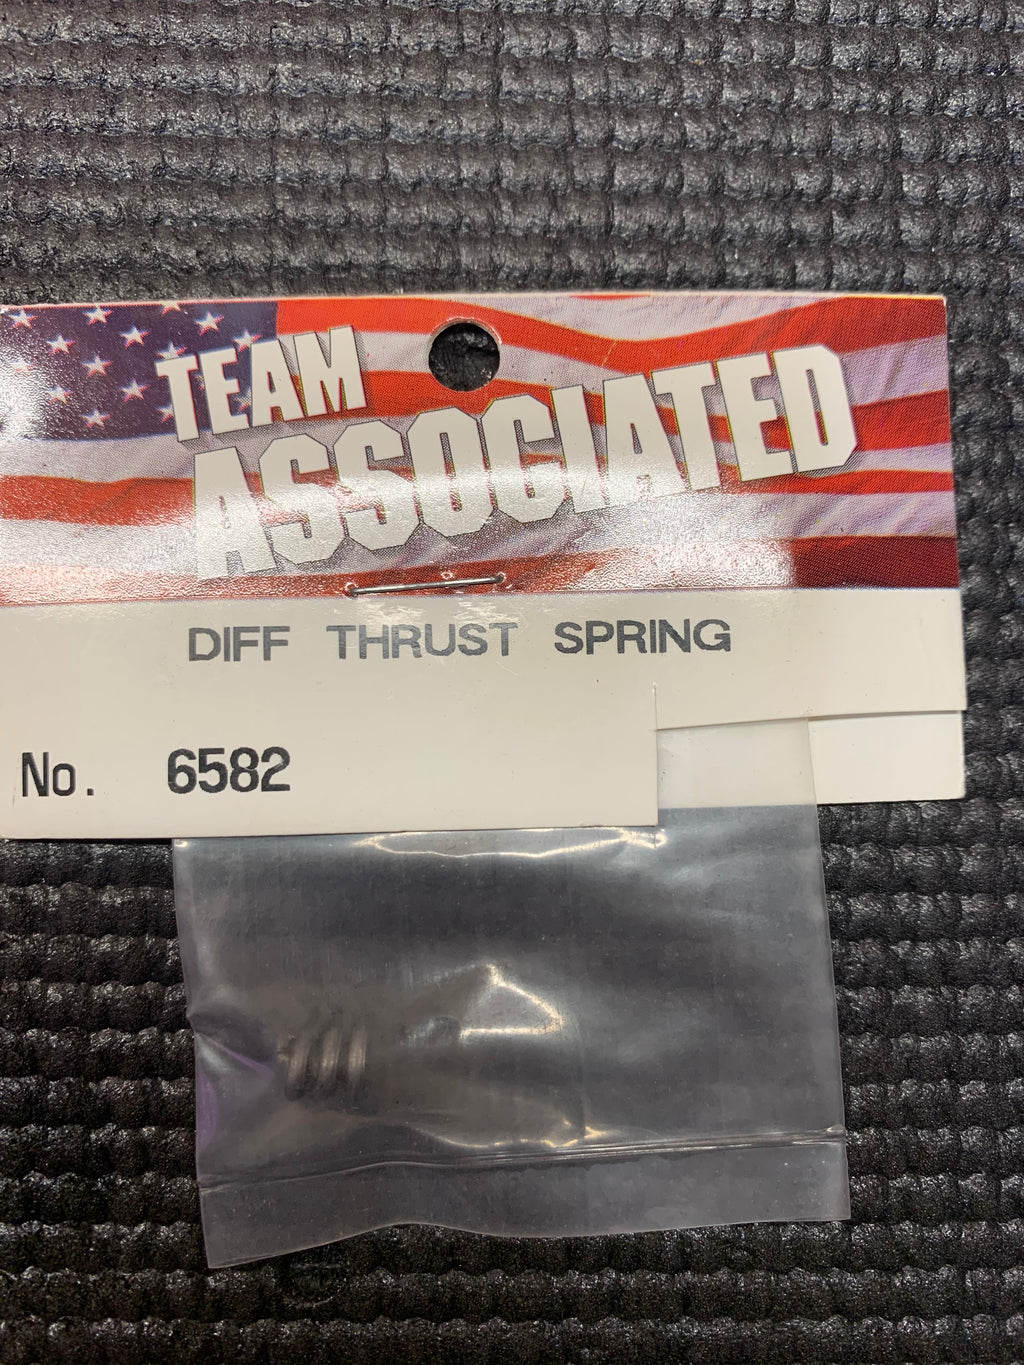 TEAM
ASSOCIATED
DIFF THRUST SPRING
No. 6582